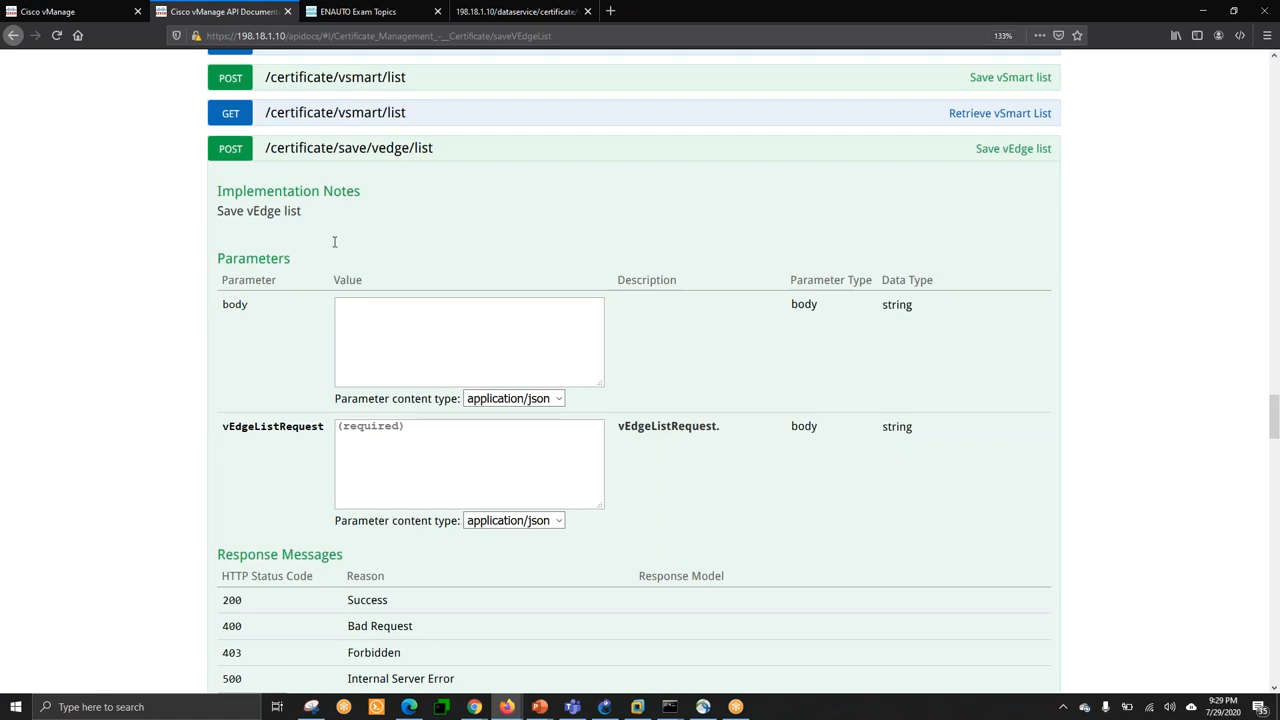 Cisco vManage
Cisco vManage API Document
ENAUTO Exam Topics
198.18.1.10/dataservice/certificate/
https://198.18.1.10/apidocs/#!/Certificate_Management_-__Certificate/saveVEdgeList
133%
POST /certificate/vsmart/list Save vSmart list
GET /certificate/vsmart/list Retrieve vSmart List
POST /certificate/save/vedge/list Save vEdge list
Implementation Notes
Save vEdge list
Parameters
Parameter Value Description Parameter Type Data Type
body body string
Parameter content type: application/json
vEdgeListRequest (required) vEdgeListRequest. body string
Parameter content type: application/json
Response Messages
HTTP Status Code Reason Response Model
200 Success
400 Bad Request
403 Forbidden
500 Internal Server Error
Type here to search
9:29 PM
7/29/2020
35